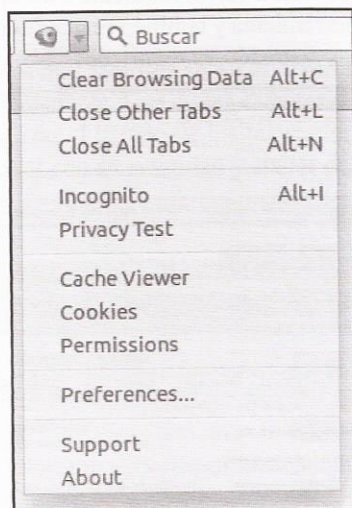 Buscar
Clear Browsing Data Alt+C
Close Other Tabs Alt+L
Close All Tabs Alt+N
Incognito Alt+I
Privacy Test
Cache Viewer
Cookies
Permissions
Preferences...
Support
About